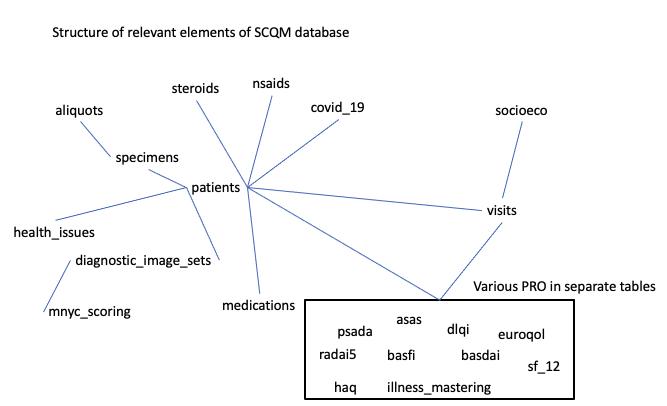 Structure of relevant elements of SCQM database
steroids
nsaids
aliquots
covid_19
socioeco
specimens
patients
visits
health_issues
diagnostic_image_sets
mnyc_scoring
medications
Various PRO in separate tables
psada
asas
dlqi
euroqol
radai5
basfi
basdai
sf_12
haq
illness_mastering